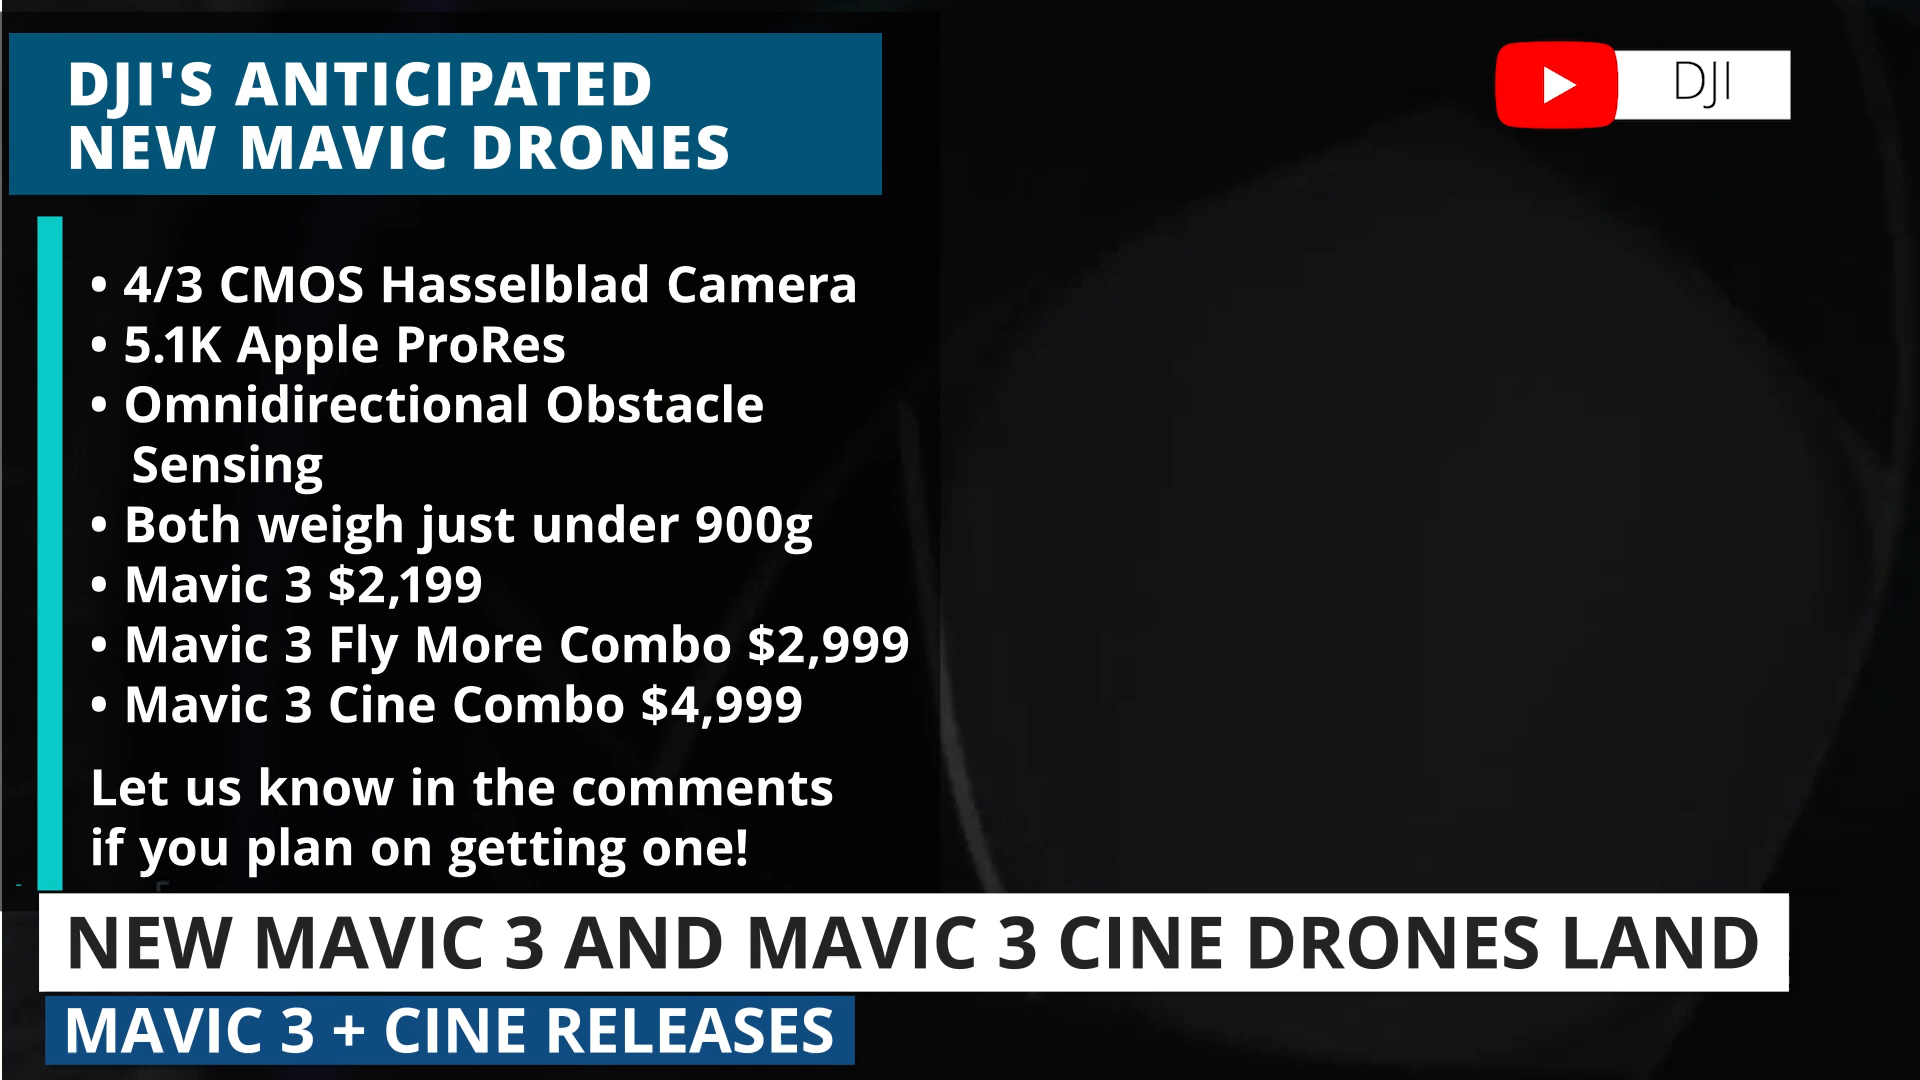 DJI'S ANTICIPATED
NEW MAVIC DRONES
DJI
• 4/3 CMOS Hasselblad Camera
• 5.1K Apple ProRes
• Omnidirectional Obstacle
Sensing
• Both weigh just under 900g
• Mavic 3 $2,199
• Mavic 3 Fly More Combo $2,999
• Mavic 3 Cine Combo $4,999
Let us know in the comments
if you plan on getting one!
NEW MAVIC 3 AND MAVIC 3 CINE DRONES LAND
MAVIC 3 + CINE RELEASES